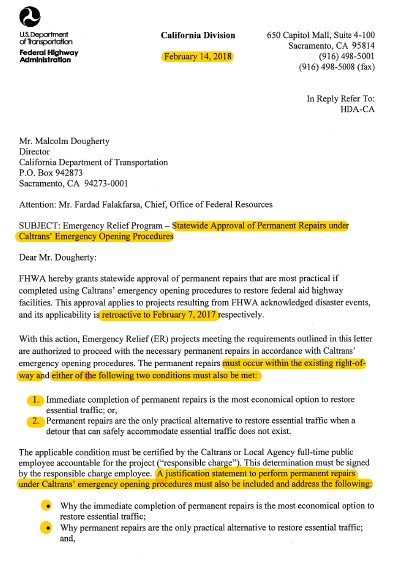 U.S. Department
of Transportation
Federal Highway
Administration
California Division
February 14, 2018
650 Capitol Mall, Suite 4-100
Sacramento, CA 95814
(916) 498-5001
(916) 498-5008 (fax)
In Reply Refer To:
HDA-CA
Mr. Malcolm Dougherty
Director
California Department of Transportation
P.O. Box 942873
Sacramento, CA 94273-0001
Attention: Mr. Fardad Falakfarsa, Chief, Office of Federal Resources
SUBJECT: Emergency Relief Program – Statewide Approval of Permanent Repairs under
Caltrans' Emergency Opening Procedures
Dear Mr. Dougherty:
FHWA hereby grants statewide approval of permanent repairs that are most practical if
completed using Caltrans' emergency opening procedures to restore federal aid highway
facilities. This approval applies to projects resulting from FHWA acknowledged disaster events,
and its applicability is retroactive to February 7, 2017 respectively.
With this action, Emergency Relief (ER) projects meeting the requirements outlined in this letter
are authorized to proceed with the necessary permanent repairs in accordance with Caltrans'
emergency opening procedures. The permanent repairs must occur within the existing right-of-
way and either of the following two conditions must also be met:
1. Immediate completion of permanent repairs is the most economical option to restore
essential traffic; or,
2. Permanent repairs are the only practical alternative to restore essential traffic when a
detour that can safely accommodate essential traffic does not exist.
The applicable condition must be certified by the Caltrans or Local Agency full-time public
employee accountable for the project ("responsible charge"). This determination must be signed
by the responsible charge employee. A justification statement to perform permanent repairs
under Caltrans' emergency opening procedures must also be included and address the following:
• Why the immediate completion of permanent repairs is the most economical option to
restore essential traffic;
• Why permanent repairs are the only practical alternative to restore essential traffic;
and,